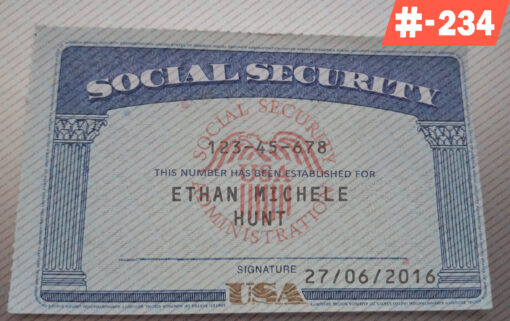 #-234
SOCIAL SECURITY
SOCIAL SECURITY
123-45-678
THIS NUMBER HAS BEEN ESTABLISHED FOR
USA
ETHAN MICHELE
HUNT
ADMINISTRATION
SIGNATURE 27/06/2016
USA